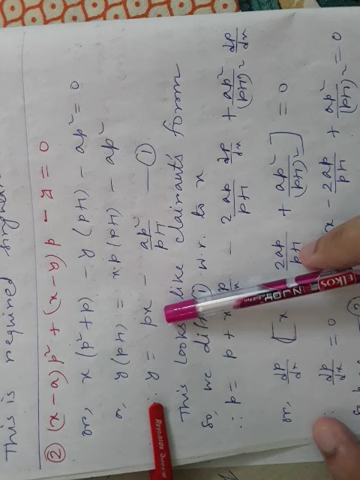 This is required
② (x-a)p² + (x-y)p - y = 0
or, x(p²+p) - y(p+1) - ap² = 0
or, y(p+1) = xp(p+1) - ap²
∴ y = px - ap²/(p+1) — ①
This looks like clairaut's form
So, we diff ① w.r. to x
∴ p = p + x dp/dx - 2ap/(p+1) dp/dx + ap²/(p+1)² dp/dx
or, dp/dx [x - 2ap/(p+1) + ap²/(p+1)²] = 0
∴ dp/dx = 0 x - 2ap/(p+1) + ap²/(p+1)² = 0
elkos